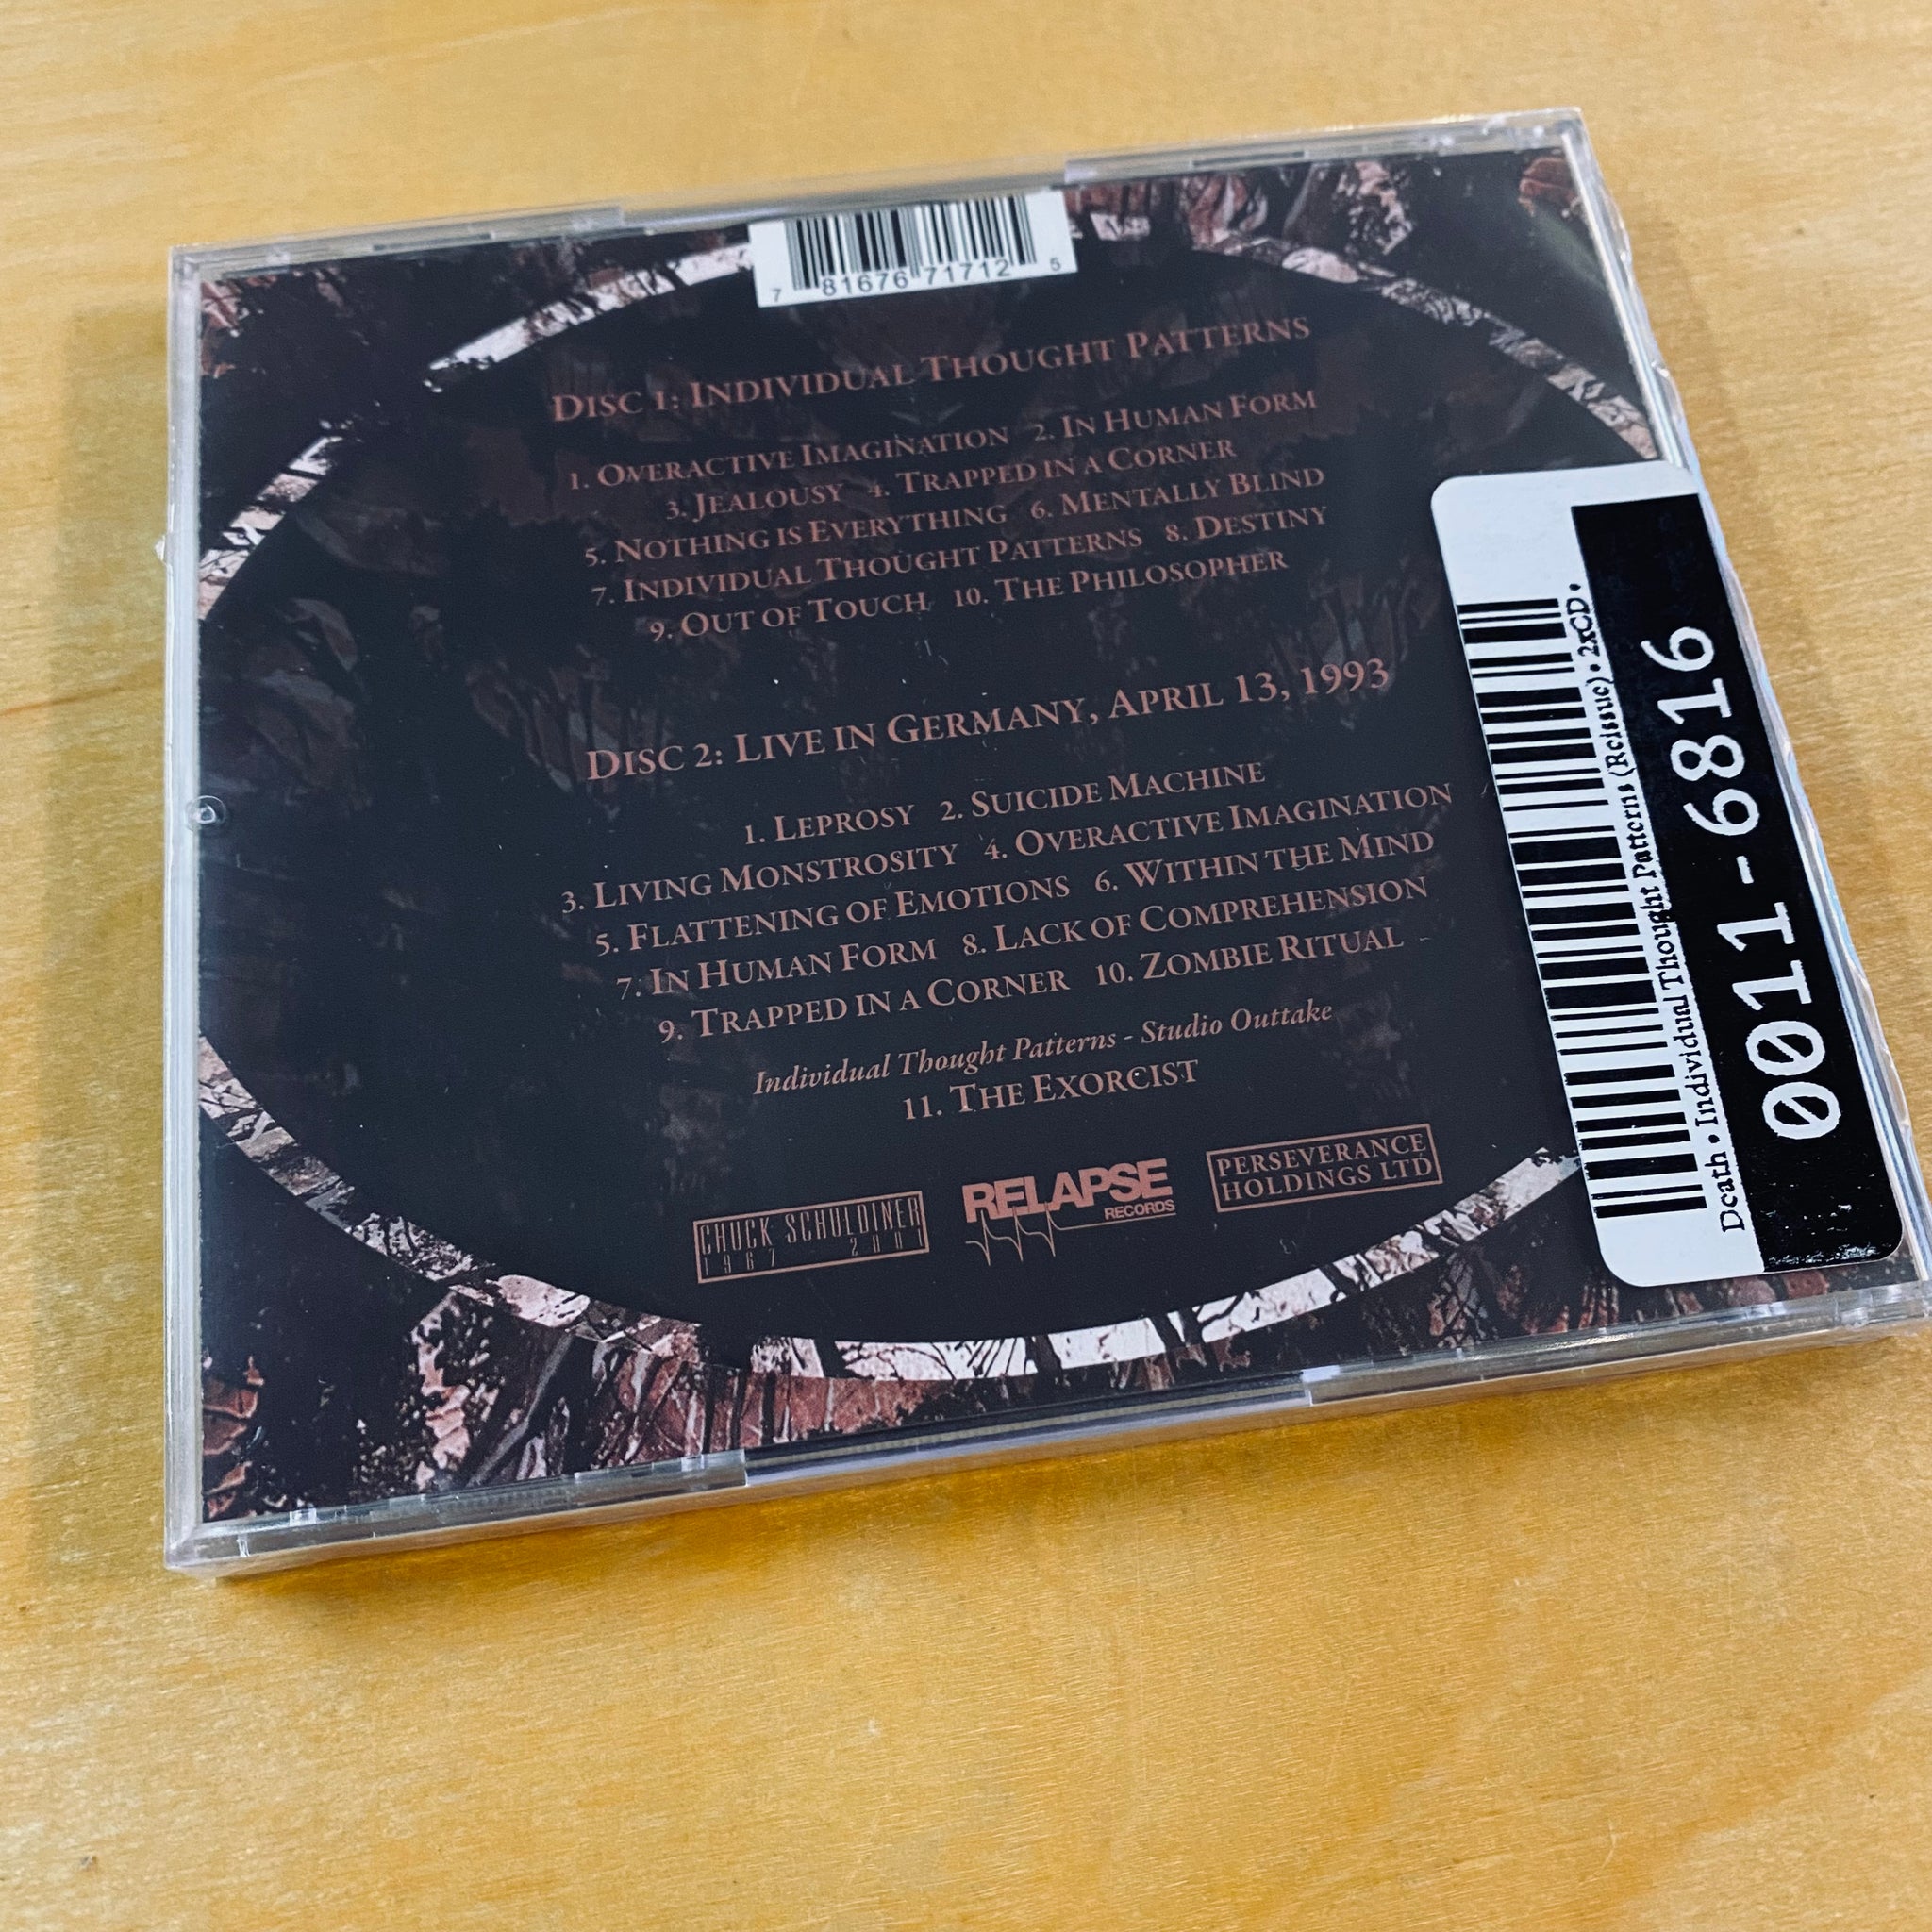 7 81676 71712 5
DISC 1: INDIVIDUAL THOUGHT PATTERNS
1. OVERACTIVE IMAGINATION 2. IN HUMAN FORM
3. JEALOUSY 4. TRAPPED IN A CORNER
5. NOTHING IS EVERYTHING 6. MENTALLY BLIND
7. INDIVIDUAL THOUGHT PATTERNS 8. DESTINY
9. OUT OF TOUCH 10. THE PHILOSOPHER
DISC 2: LIVE IN GERMANY, APRIL 13, 1993
1. LEPROSY 2. SUICIDE MACHINE
3. LIVING MONSTROSITY 4. OVERACTIVE IMAGINATION
5. FLATTENING OF EMOTIONS 6. WITHIN THE MIND
7. IN HUMAN FORM 8. LACK OF COMPREHENSION
9. TRAPPED IN A CORNER 10. ZOMBIE RITUAL
Individual Thought Patterns - Studio Outtake
11. THE EXORCIST
CHUCK SCHULDINER
1967 2001
RELAPSE
RECORDS
PERSEVERANCE
HOLDINGS LTD
Death • Individual Thought Patterns (Reissue) • 2xCD •
0011-6816